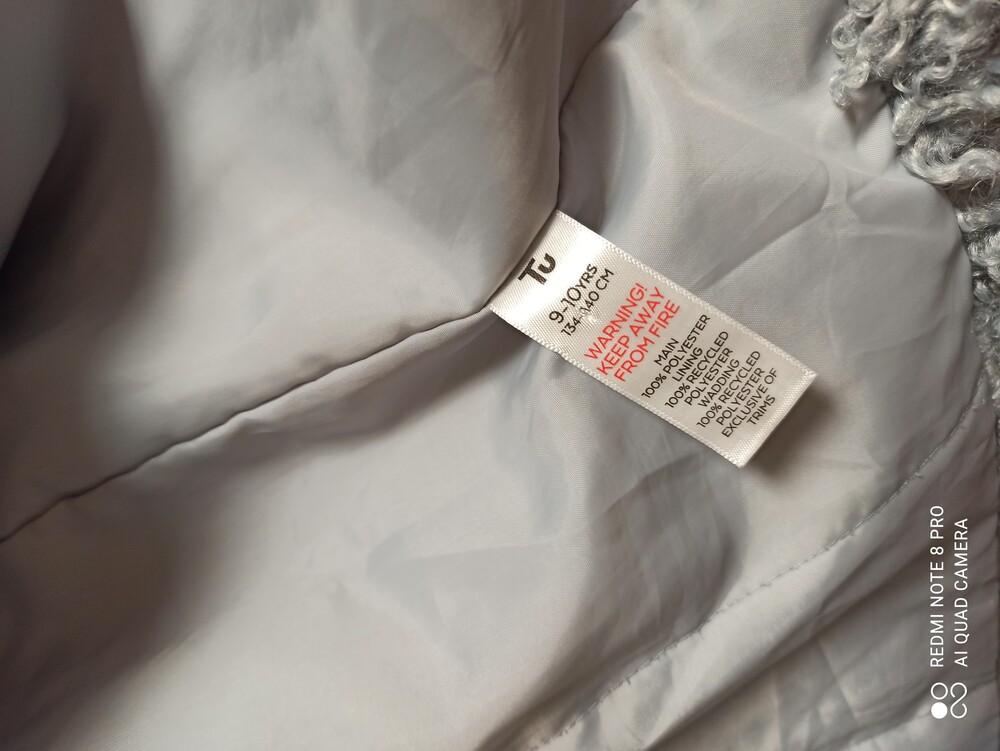 Tu
9-10YRS
134-140 CM
WARNING!
KEEP AWAY
FROM FIRE
MAIN
100% POLYESTER
LINING
100% RECYCLED
POLYESTER
WADDING
100% RECYCLED
POLYESTER
EXCLUSIVE OF
TRIMS
REDMI NOTE 8 PRO
AI QUAD CAMERA